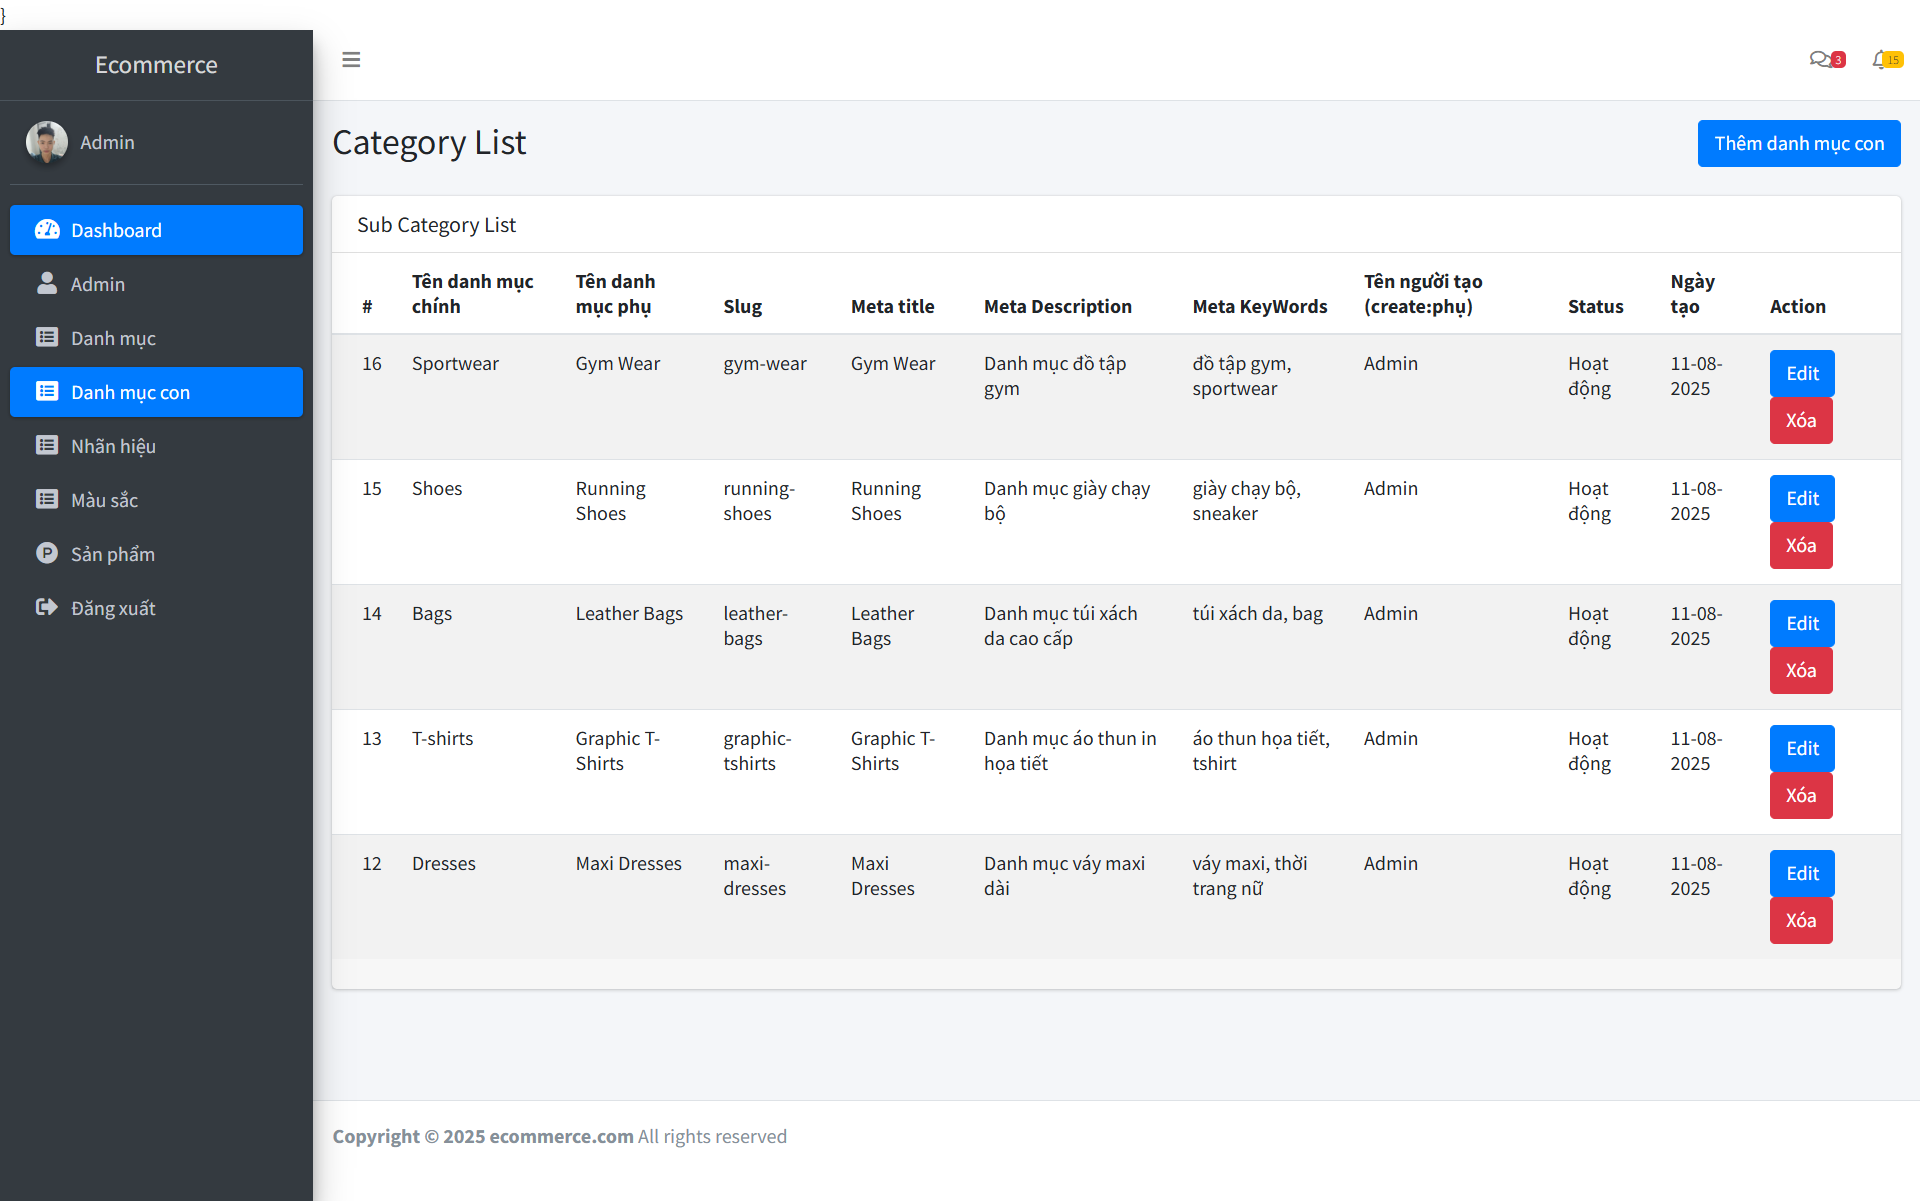 }
Ecommerce
3
15
Admin
Dashboard
Admin
Danh mục
Danh mục con
Nhãn hiệu
Màu sắc
Sản phẩm
Đăng xuất
Category List
Thêm danh mục con
Sub Category List
# Tên danh mục chính Tên danh mục phụ Slug Meta title Meta Description Meta KeyWords Tên người tạo (create:phụ) Status Ngày tạo Action
16 Sportwear Gym Wear gym-wear Gym Wear Danh mục đồ tập gym đồ tập gym, sportwear Admin Hoạt động 11-08-2025 Edit Xóa
15 Shoes Running Shoes running-shoes Running Shoes Danh mục giày chạy bộ giày chạy bộ, sneaker Admin Hoạt động 11-08-2025 Edit Xóa
14 Bags Leather Bags leather-bags Leather Bags Danh mục túi xách da cao cấp túi xách da, bag Admin Hoạt động 11-08-2025 Edit Xóa
13 T-shirts Graphic T-Shirts graphic-tshirts Graphic T-Shirts Danh mục áo thun in họa tiết áo thun họa tiết, tshirt Admin Hoạt động 11-08-2025 Edit Xóa
12 Dresses Maxi Dresses maxi-dresses Maxi Dresses Danh mục váy maxi dài váy maxi, thời trang nữ Admin Hoạt động 11-08-2025 Edit Xóa
Copyright © 2025 ecommerce.com All rights reserved